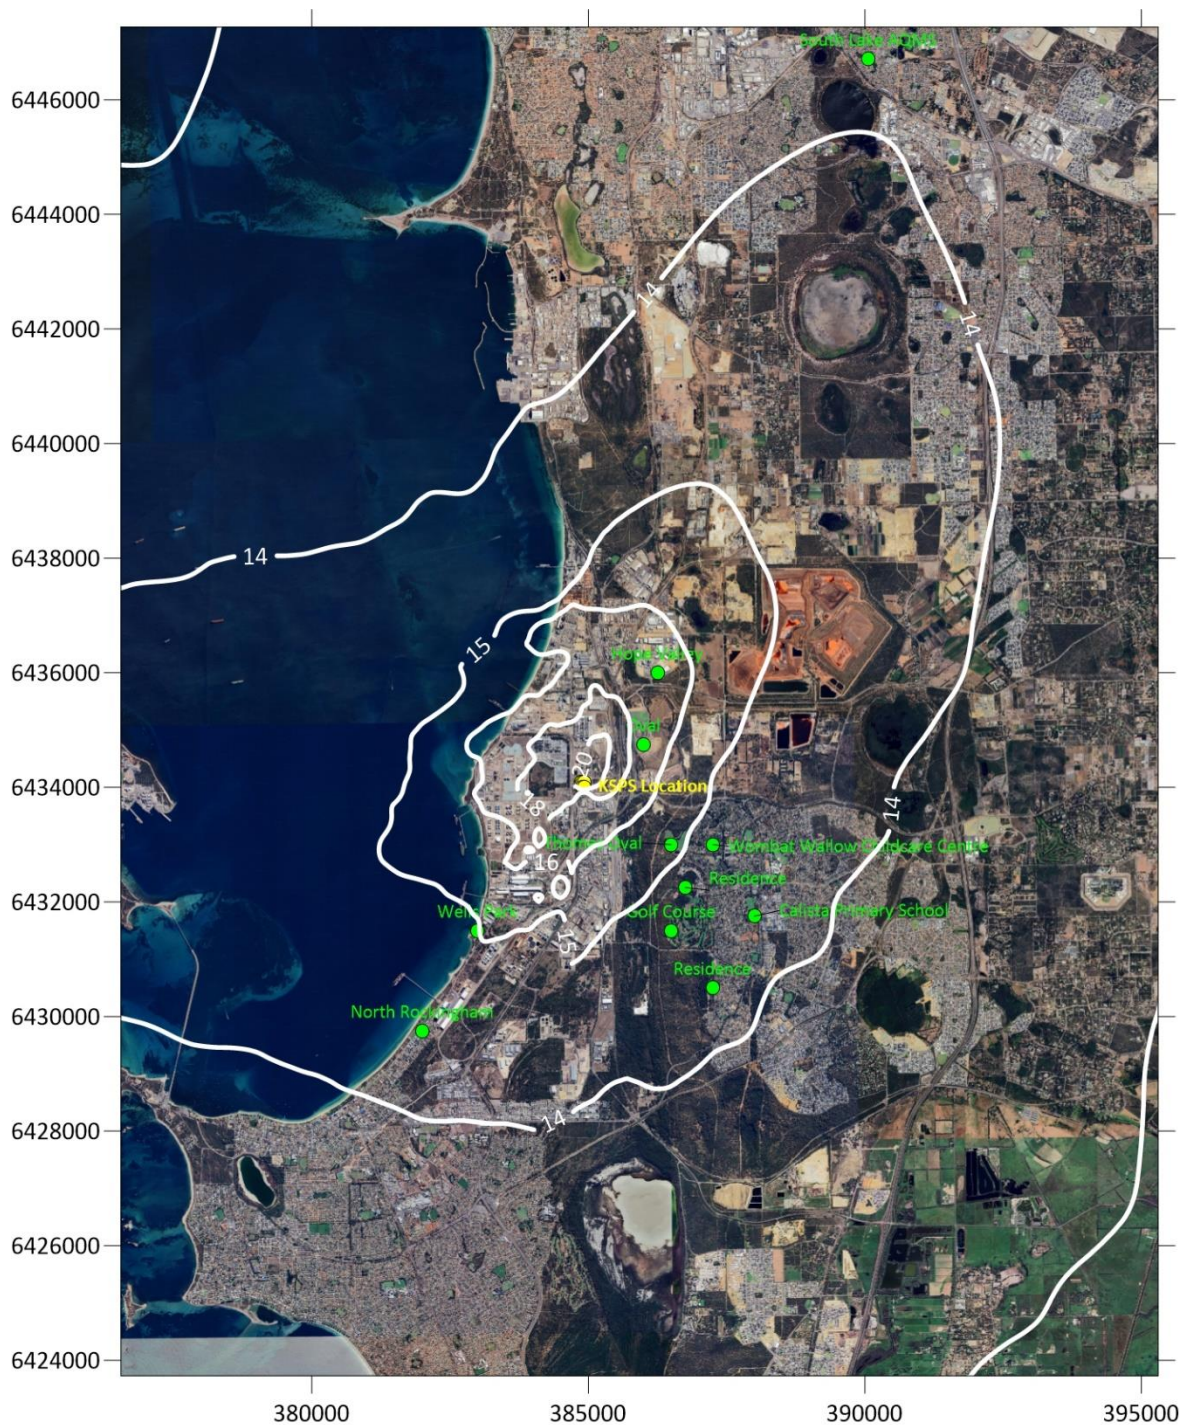 South Lake AQMS
6446000
6444000
14
6442000
14
6440000
6438000
14
15
6436000
Hope Valley
Oval
20
6434000
KSPS Location
18
14
Thomas Oval
Wombat Wallow Childcare Centre
16
Residence
6432000
Wells Park
Golf Course
Calista Primary School
15
Residence
North Rockingham
6430000
14
6428000
6426000
6424000
380000
385000
390000
395000